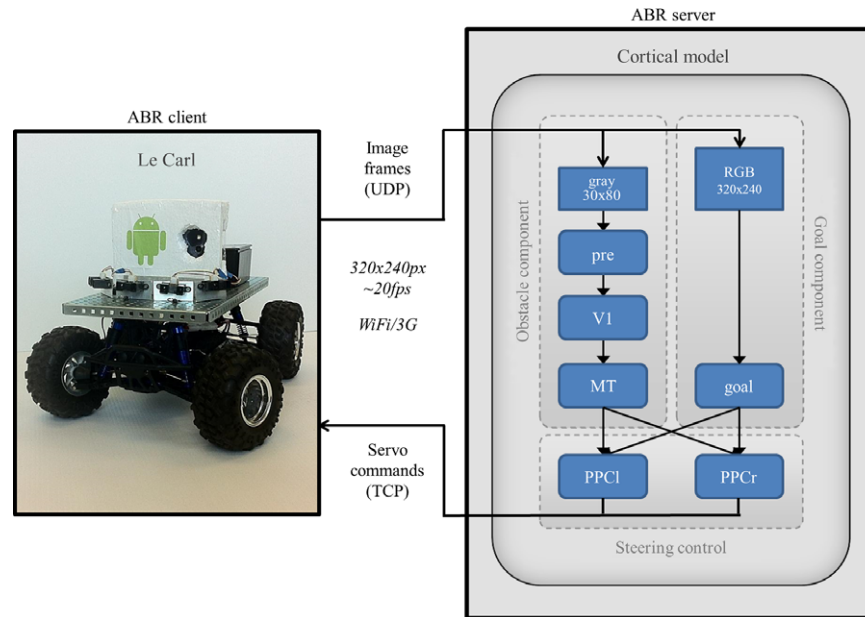 ABR server
Cortical model
ABR client
Le Carl
Image
frames
(UDP)
320x240px
~20fps
WiFi/3G
Servo
commands
(TCP)
Obstacle component
gray
30x80
pre
V1
MT
RGB
320x240
goal
Goal component
PPCl
PPCr
Steering control